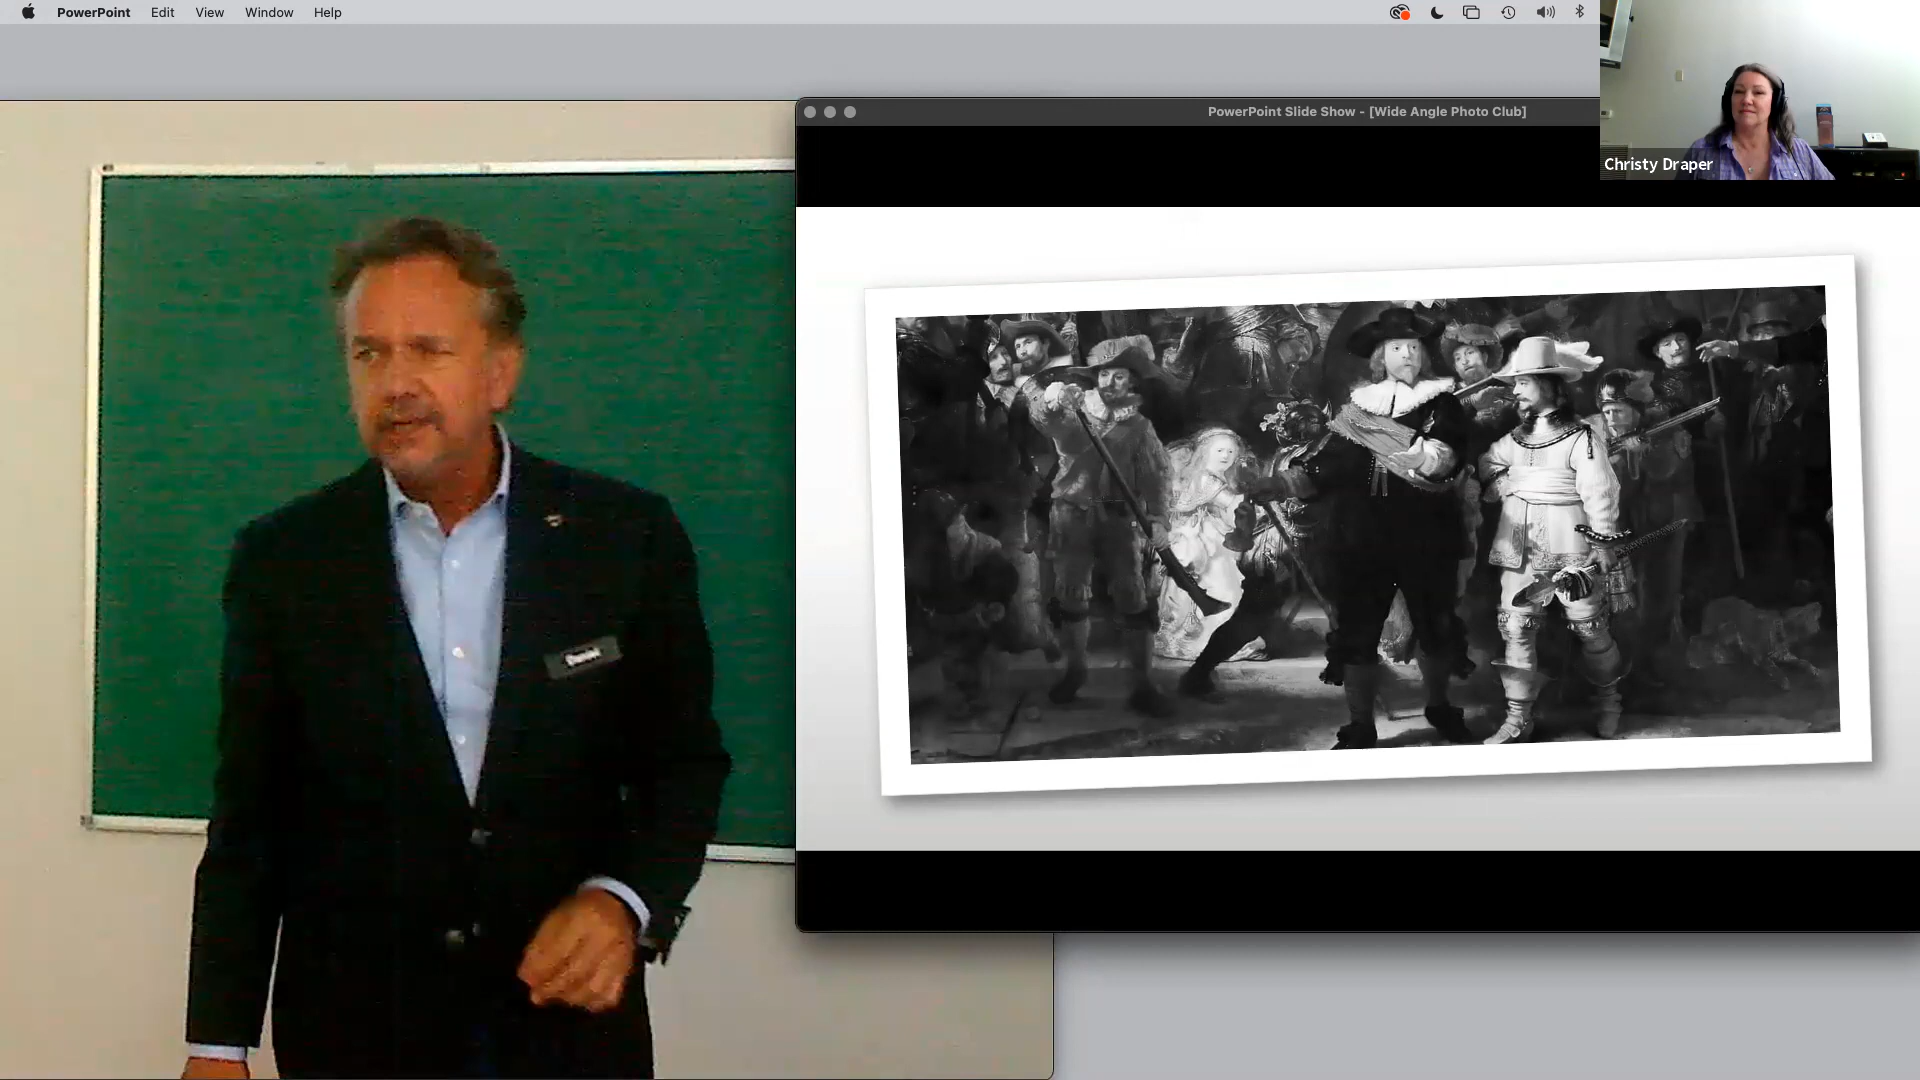 PowerPoint Edit View Window Help
PowerPoint Slide Show - [Wide Angle Photo Club]
Christy Draper